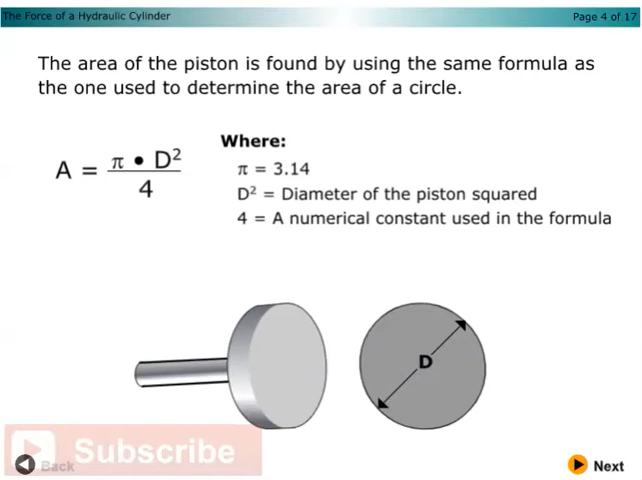 The Force of a Hydraulic Cylinder
Page 4 of 17
The area of the piston is found by using the same formula as
the one used to determine the area of a circle.
A = π • D²
4
Where:
π = 3.14
D² = Diameter of the piston squared
4 = A numerical constant used in the formula
D
Subscribe
Back
Next